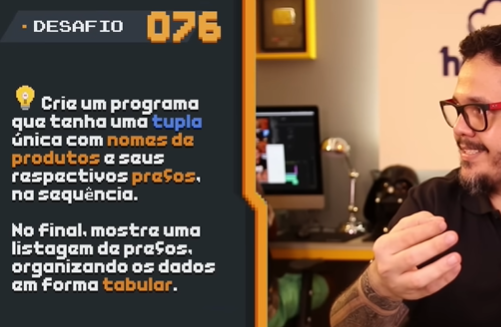 DESAFIO 076
Crie um programa
que tenha uma tupla
única com nomes de
produtos e seus
respectivos preços,
na sequência.
No final, mostre uma
listagem de preços,
organizando os dados
em forma tabular.
h